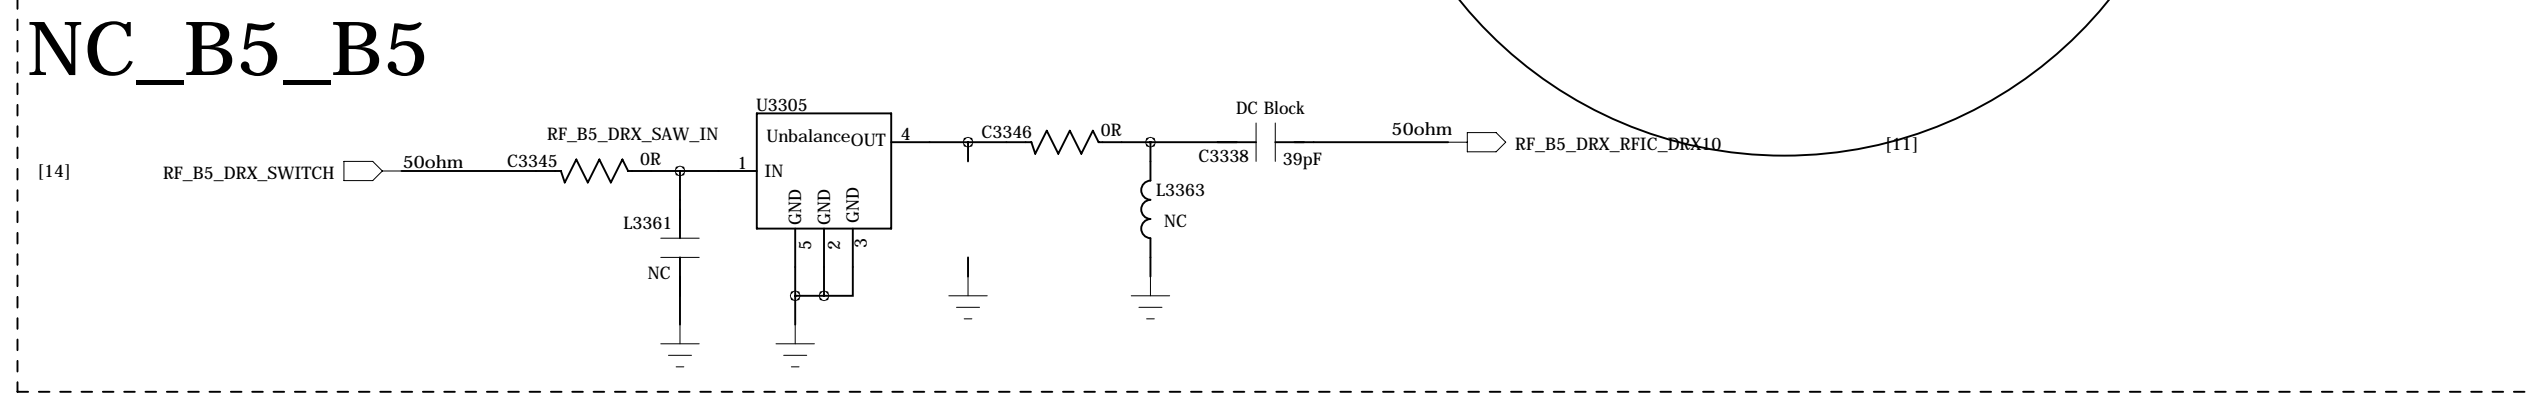 NC_B5_B5
DC Block
U3305
RF_B5_DRX_SAW_IN
Unbalance OUT 4
C3346 0R
50ohm
C3338 39pF
RF_B5_DRX_RFIC_DRX10
[11]
[14]
RF_B5_DRX_SWITCH
50ohm
C3345 0R
1 IN
L3363
NC
GND GND GND
5 2 3
L3361
NC